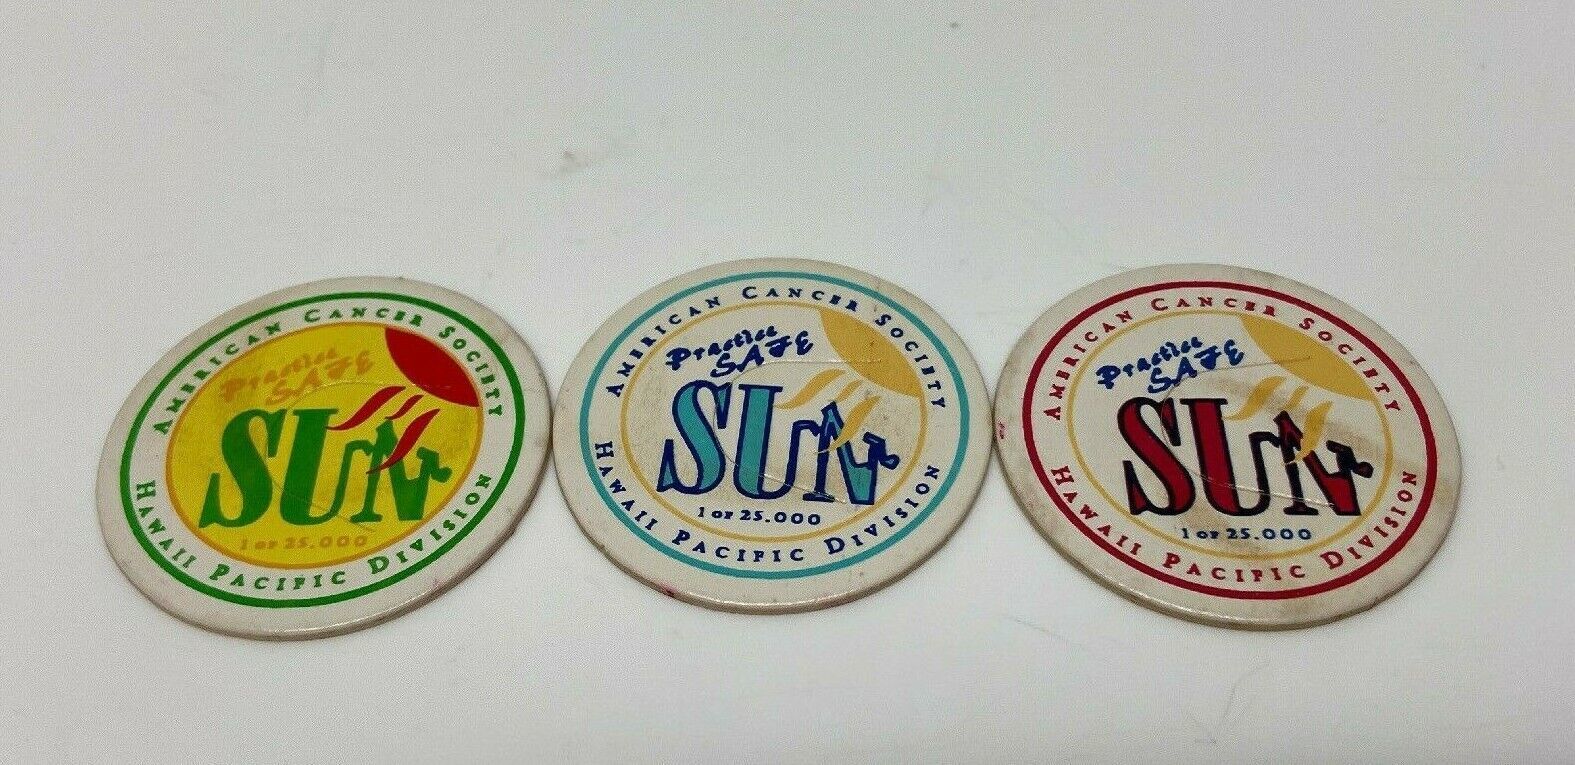 American Cancer Society
Practice
SAFE
SUN
1 of 25.000
Hawaii Pacific Division
American Cancer Society
Practice
SAFE
SUN
1 of 25.000
Hawaii Pacific Division
American Cancer Society
Practice
SAFE
SUN
1 of 25.000
Hawaii Pacific Division